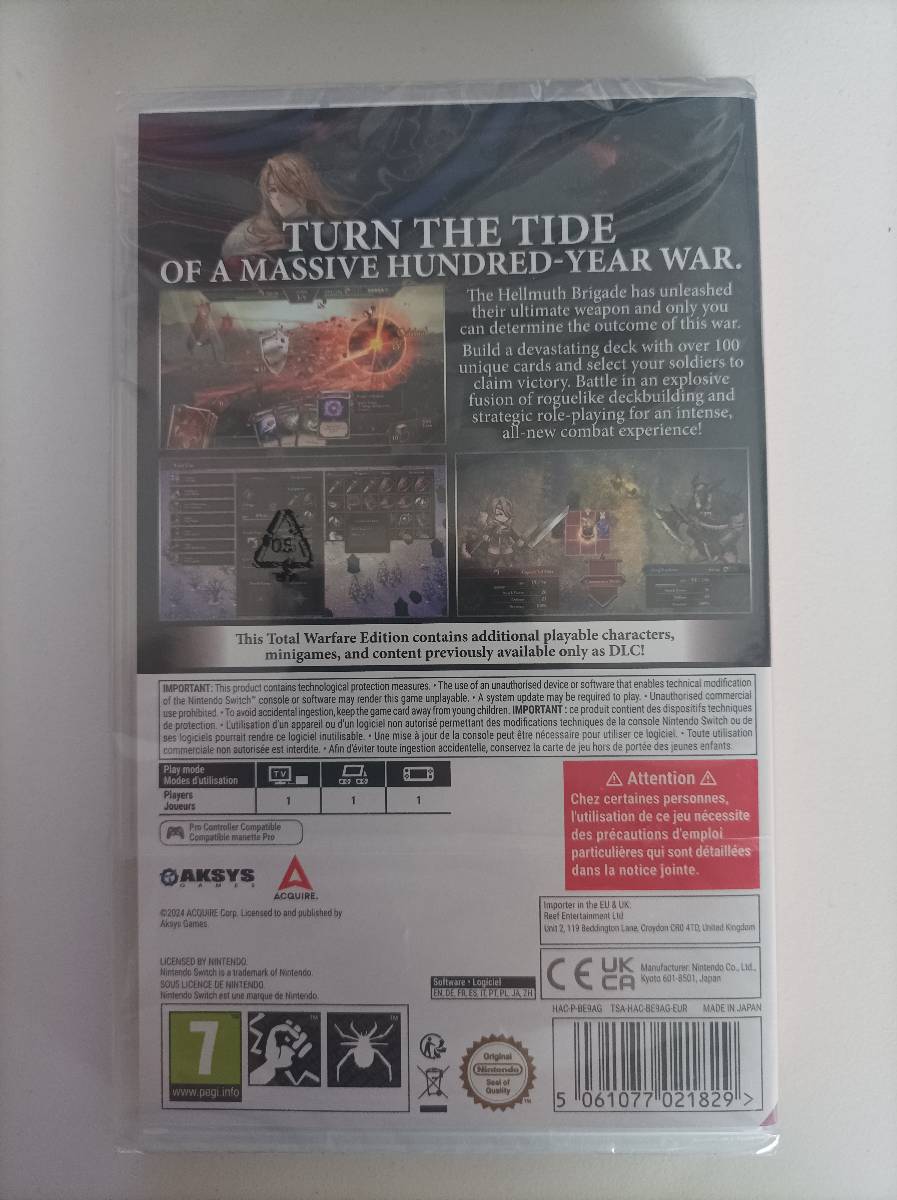 TURN THE TIDE
OF A MASSIVE HUNDRED-YEAR WAR.
The Hellmuth Brigade has unleashed
their ultimate weapon and only you
can determine the outcome of this war.
Build a devastating deck with over 100
unique cards and select your soldiers to
claim victory. Battle in an explosive
fusion of roguelike deckbuilding and
strategic role-playing for an intense,
all-new combat experience!
This Total Warfare Edition contains additional playable characters,
minigames, and content previously available only as DLC!
IMPORTANT: This product contains technological protection measures. • The use of an unauthorised device or software that enables technical modification
of the Nintendo Switch™ console or software may render this game unplayable. • A system update may be required to play. • Unauthorised commercial
use prohibited. • To avoid accidental ingestion, keep the game card away from young children. IMPORTANT : ce produit contient des dispositifs techniques
de protection. • L'utilisation d'un appareil ou d'un logiciel non autorisé permettant des modifications techniques de la console Nintendo Switch ou de
ses logiciels pourrait rendre ce logiciel inutilisable. • Une mise à jour de la console peut être nécessaire pour utiliser ce logiciel. • Toute utilisation
commerciale non autorisée est interdite. • Afin d'éviter toute ingestion accidentelle, conservez la carte de jeu hors de portée des jeunes enfants.
Play mode
Modes d'utilisation
TV
Players
Joueurs
1 1 1
Pro Controller Compatible
Compatible manette Pro
Attention
Chez certaines personnes,
l'utilisation de ce jeu nécessite
des précautions d'emploi
particulières qui sont détaillées
dans la notice jointe.
AKSYS
GAMES
ACQUIRE.
©2024 ACQUIRE Corp. Licensed to and published by
Aksys Games.
Importer in the EU & UK:
Reef Entertainment Ltd
Unit 2, 119 Beddington Lane, Croydon CR0 4TD, United Kingdom
LICENSED BY NINTENDO.
Nintendo Switch is a trademark of Nintendo.
SOUS LICENCE DE NINTENDO.
Nintendo Switch est une marque de Nintendo.
Software • Logiciel
EN, DE, FR, ES, IT, PT, PL, JA, ZH
CE UK CA
Manufacturer: Nintendo Co., Ltd.,
Kyoto 601-8501, Japan
HAC-P-BE9AG TSA-HAC-BE9AG-EUR MADE IN JAPAN
7
www.pegi.info
Original
Nintendo
Seal of
Quality
5 061077 021829 >